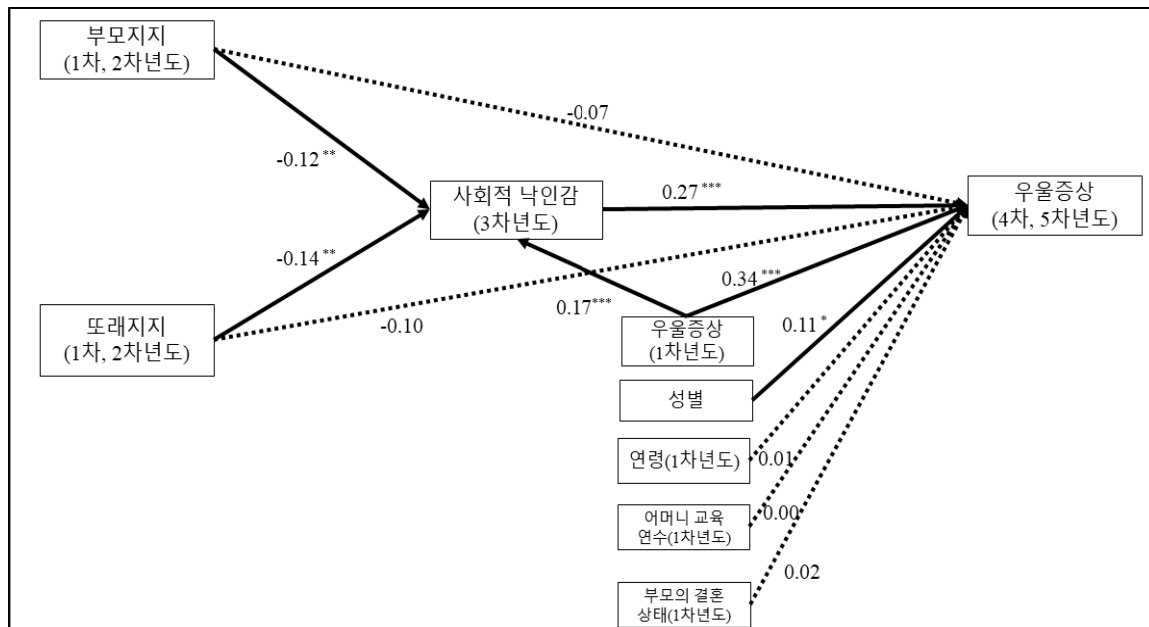 부모지지
(1차, 2차년도)
-0.07
-0.12 **
사회적 낙인감
(3차년도)
0.27 ***
우울증상
(4차, 5차년도)
-0.14 **
0.34 ***
0.17***
또래지지
(1차, 2차년도)
-0.10
우울증상
(1차년도)
0.11 *
성별
연령(1차년도)
0.01
어머니 교육
연수(1차년도)
0.00
0.02
부모의 결혼
상태(1차년도)